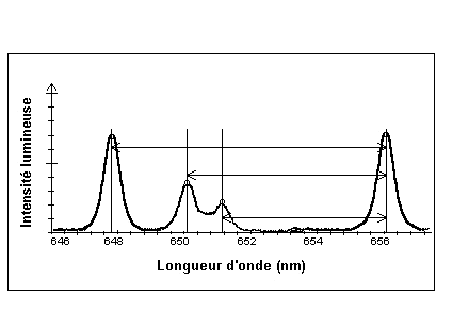 Intensité lumineuse
646 648 650 652 654 656
Longueur d'onde (nm)